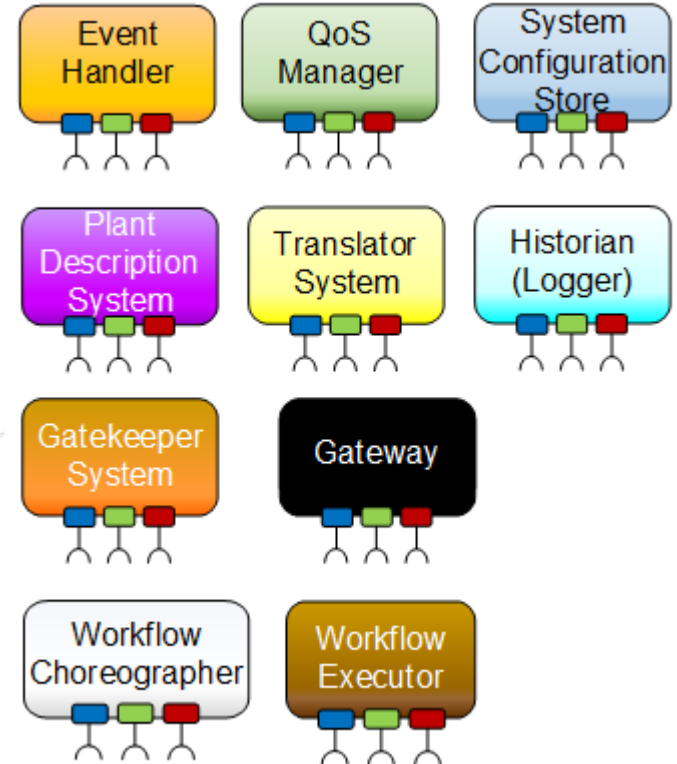 Event
Handler
QoS
Manager
System
Configuration
Store
Plant
Description
System
Translator
System
Historian
(Logger)
Gatekeeper
System
Gateway
Workflow
Choreographer
Workflow
Executor